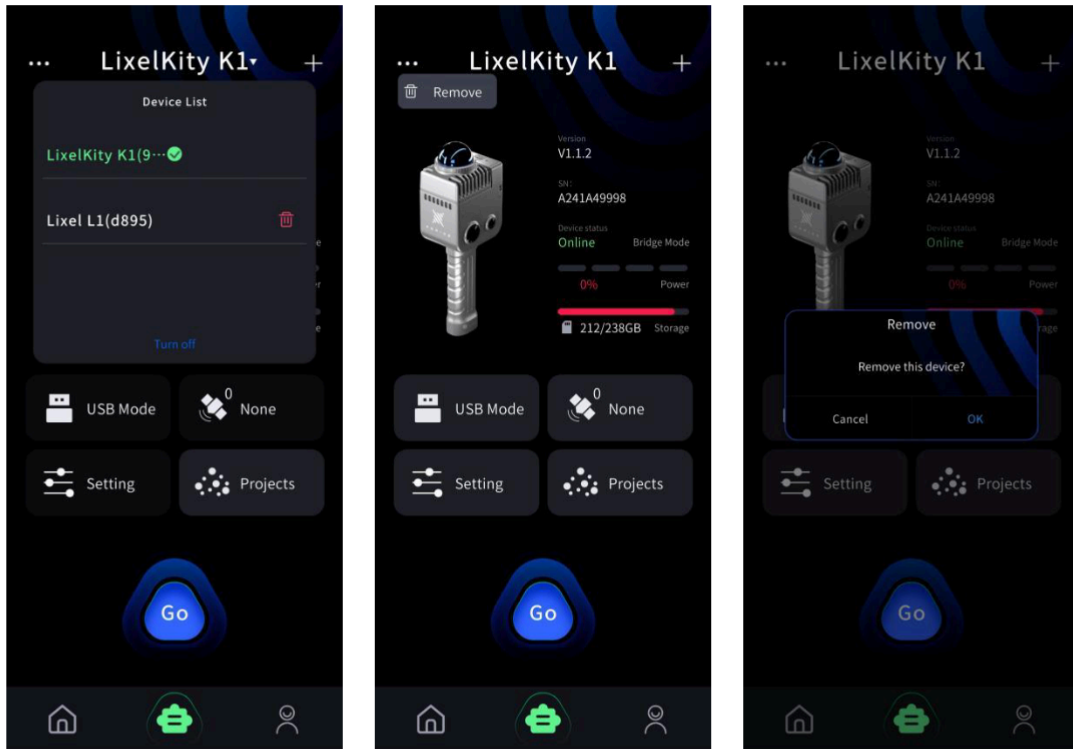 ... LixelKity K1▾ +
Device List
LixelKity K1(9···
Lixel L1(d895)
e
r
e
Turn off
USB Mode
0
None
Setting
Projects
Go
... LixelKity K1 +
Remove
Version
V1.1.2
SN:
A241A49998
Device status
Online Bridge Mode
0% Power
212/238GB Storage
USB Mode
0
None
Setting
Projects
Go
... LixelKity K1 +
Version
V1.1.2
SN:
A241A49998
Device status
Online Bridge Mode
0% Power
rage
Remove
Remove this device?
Cancel OK
Setting
Projects
Go